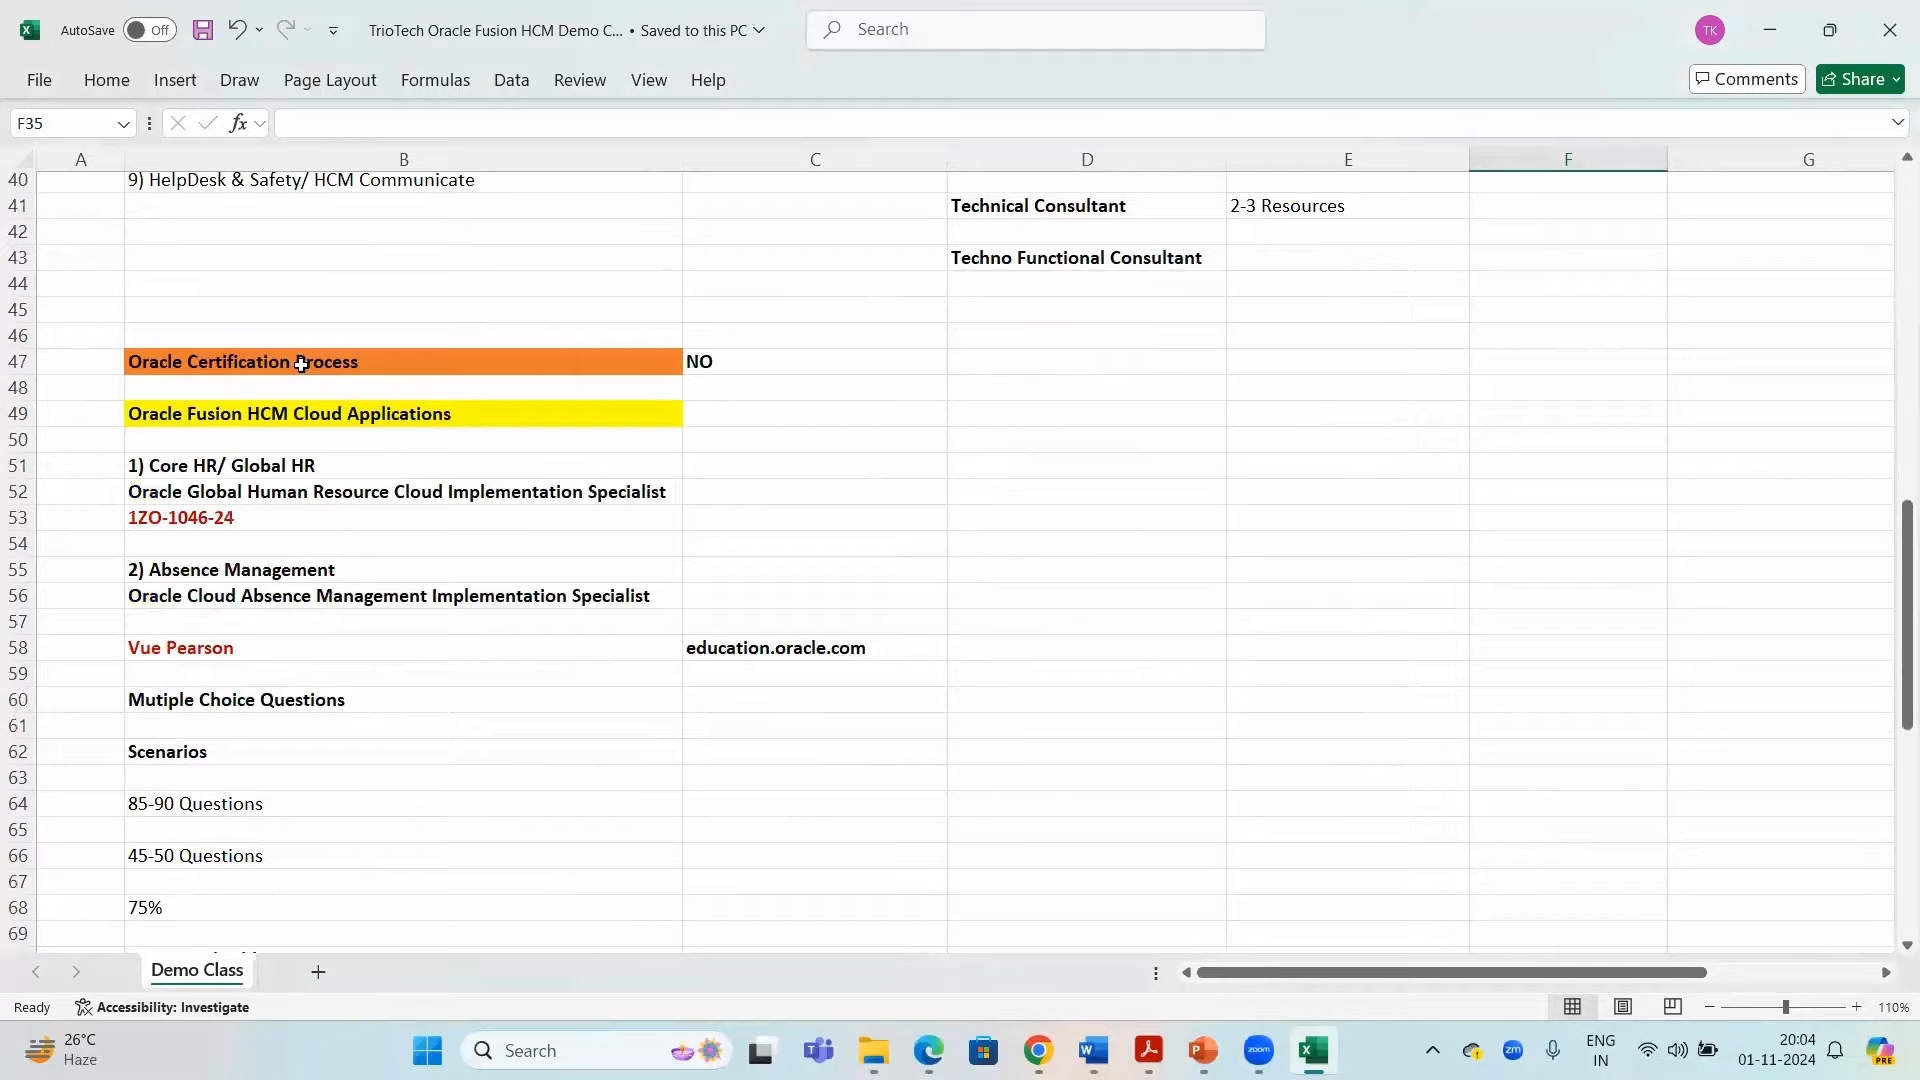 AutoSave Off TrioTech Oracle Fusion HCM Demo C... • Saved to this PC Search TK
File Home Insert Draw Page Layout Formulas Data Review View Help Comments Share
F35 fx
A B C D E F G
40 9) HelpDesk & Safety/ HCM Communicate
41 Technical Consultant 2-3 Resources
42
43 Techno Functional Consultant
44
45
46
47 Oracle Certification Process NO
48
49 Oracle Fusion HCM Cloud Applications
50
51 1) Core HR/ Global HR
52 Oracle Global Human Resource Cloud Implementation Specialist
53 1ZO-1046-24
54
55 2) Absence Management
56 Oracle Cloud Absence Management Implementation Specialist
57
58 Vue Pearson education.oracle.com
59
60 Mutiple Choice Questions
61
62 Scenarios
63
64 85-90 Questions
65
66 45-50 Questions
67
68 75%
69
Demo Class
Ready Accessibility: Investigate 110%
26°C
Haze
Search
zoom
zm
ENG
IN
20:04
01-11-2024
PRE